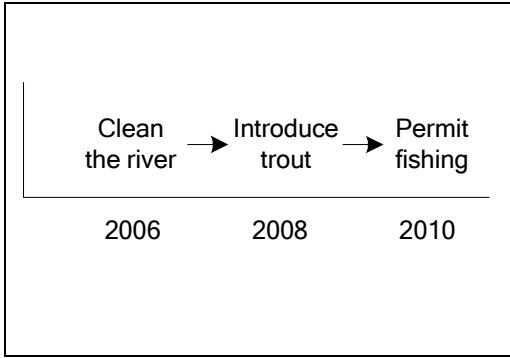 Clean
the river
Introduce
trout
Permit
fishing
2006
2008
2010